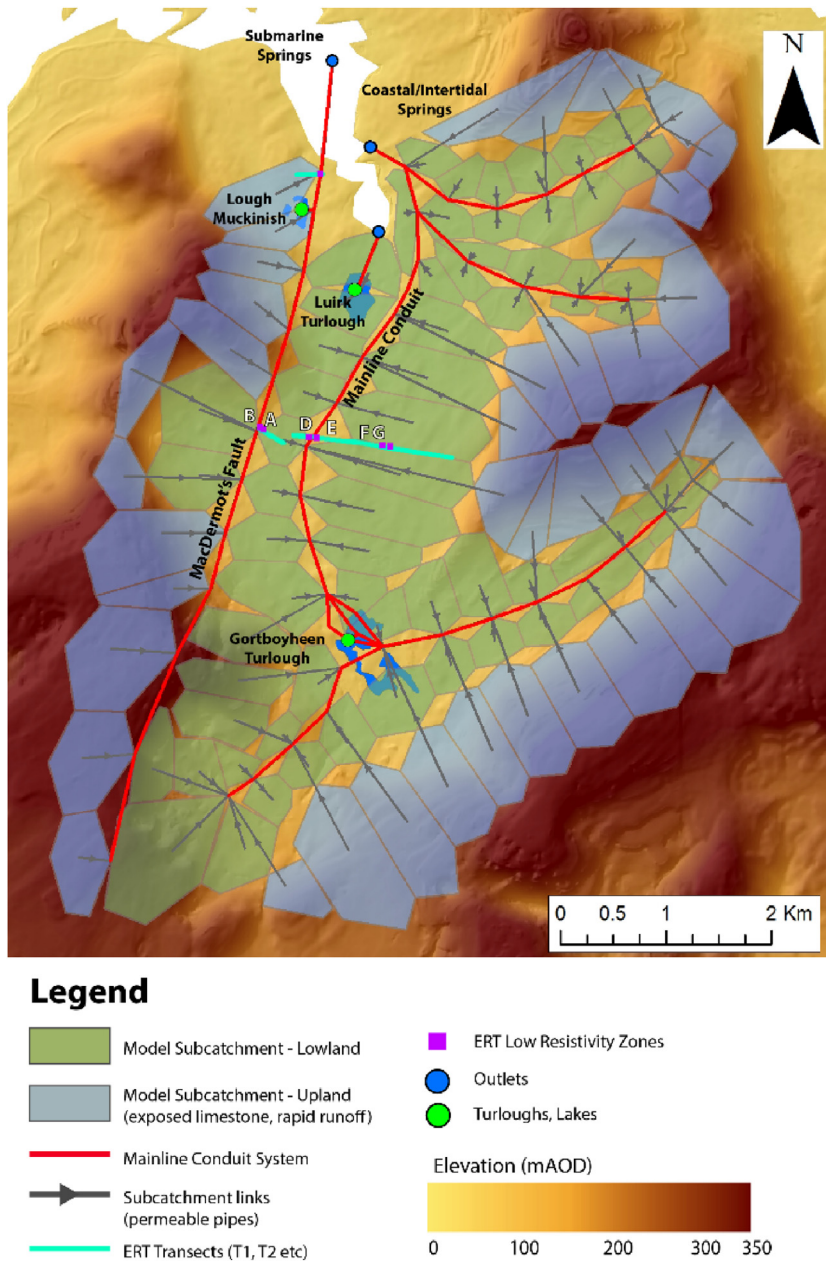 Submarine
Springs
Coastal/Intertidal
Springs
N
Lough
Muckinish
Luirk
Turlough
Mainline Conduit
B A
D E F G
MacDermot's Fault
Gortboyheen
Turlough
0 0.5 1 2 Km
Legend
Model Subcatchment - Lowland
Model Subcatchment - Upland
(exposed limestone, rapid runoff)
Mainline Conduit System
Subcatchment links
(permeable pipes)
ERT Transects (T1, T2 etc)
ERT Low Resistivity Zones
Outlets
Turloughs, Lakes
Elevation (mAOD)
0 100 200 300 350